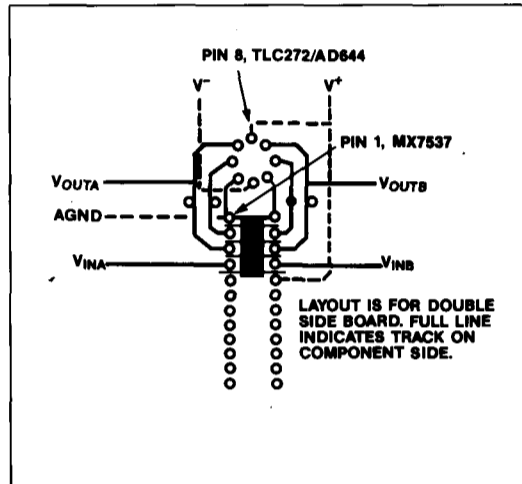 PIN 8, TLC272/AD644
V-
V+
PIN 1, MX7537
VOUTA
VOUTB
AGND
VINA
VINB
LAYOUT IS FOR DOUBLE
SIDE BOARD. FULL LINE
INDICATES TRACK ON
COMPONENT SIDE.